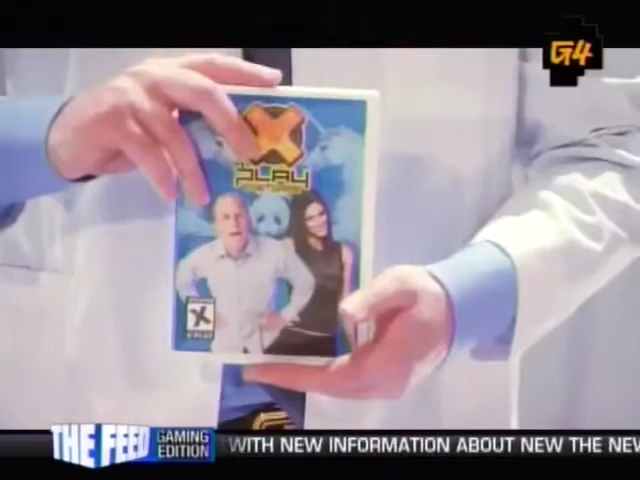 G4
X
PLAY
X
THE FEED
GAMING
EDITION
WITH NEW INFORMATION ABOUT NEW THE NEW